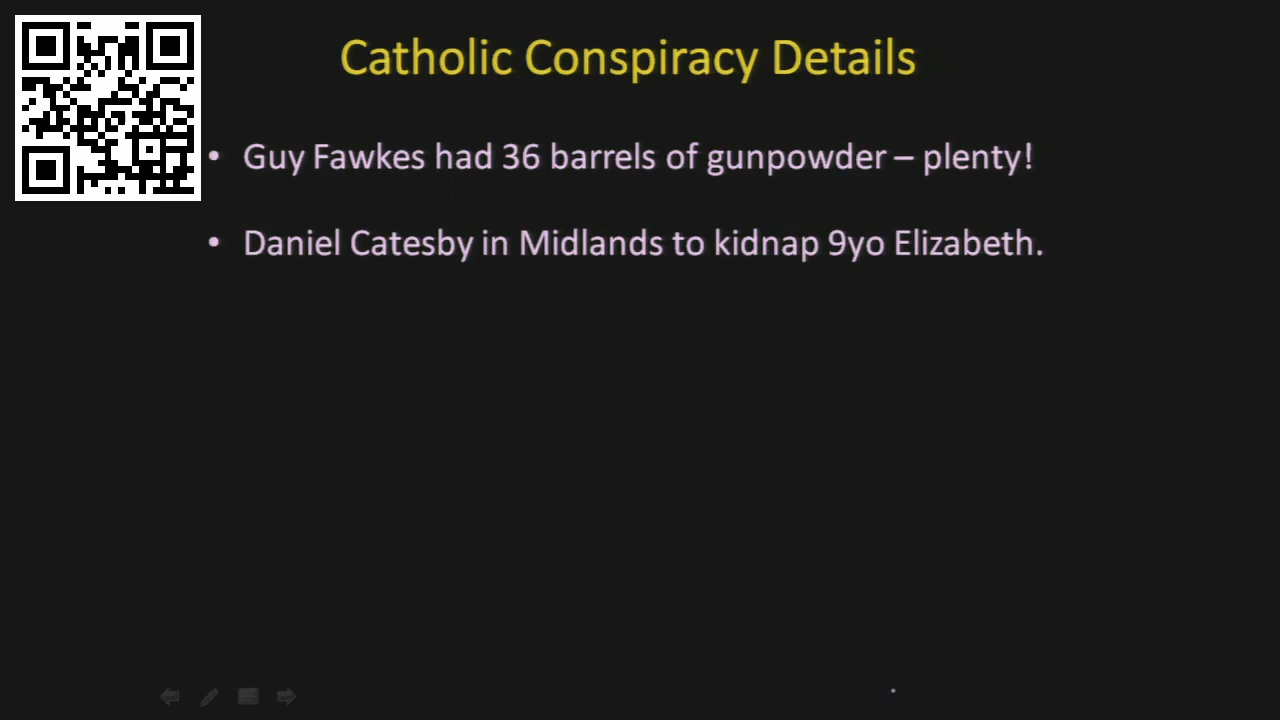 Catholic Conspiracy Details
• Guy Fawkes had 36 barrels of gunpowder – plenty!
• Daniel Catesby in Midlands to kidnap 9yo Elizabeth.